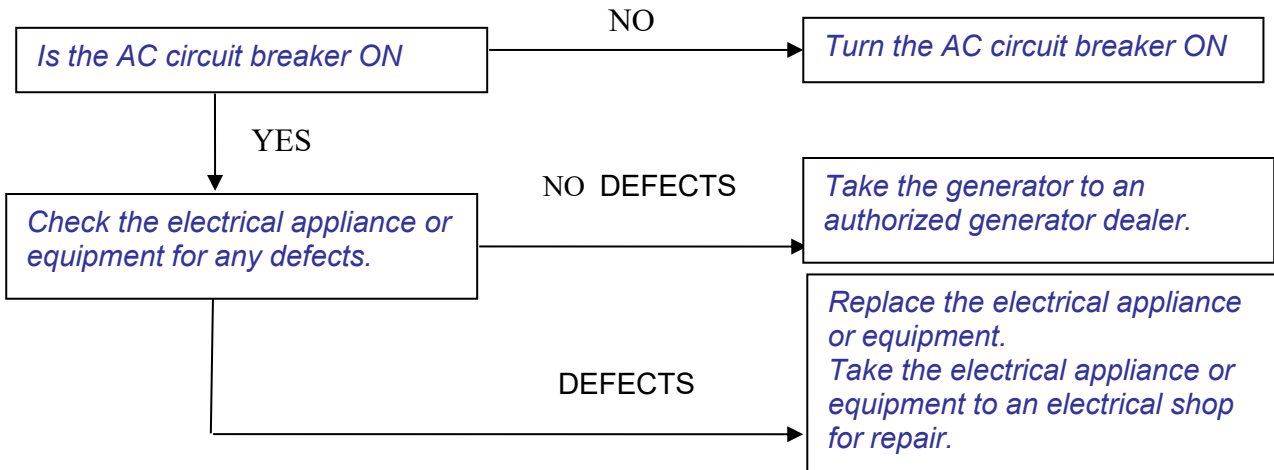 Is the AC circuit breaker ON
NO
Turn the AC circuit breaker ON
YES
Check the electrical appliance or
equipment for any defects.
NO DEFECTS
Take the generator to an
authorized generator dealer.
DEFECTS
Replace the electrical appliance
or equipment.
Take the electrical appliance or
equipment to an electrical shop
for repair.